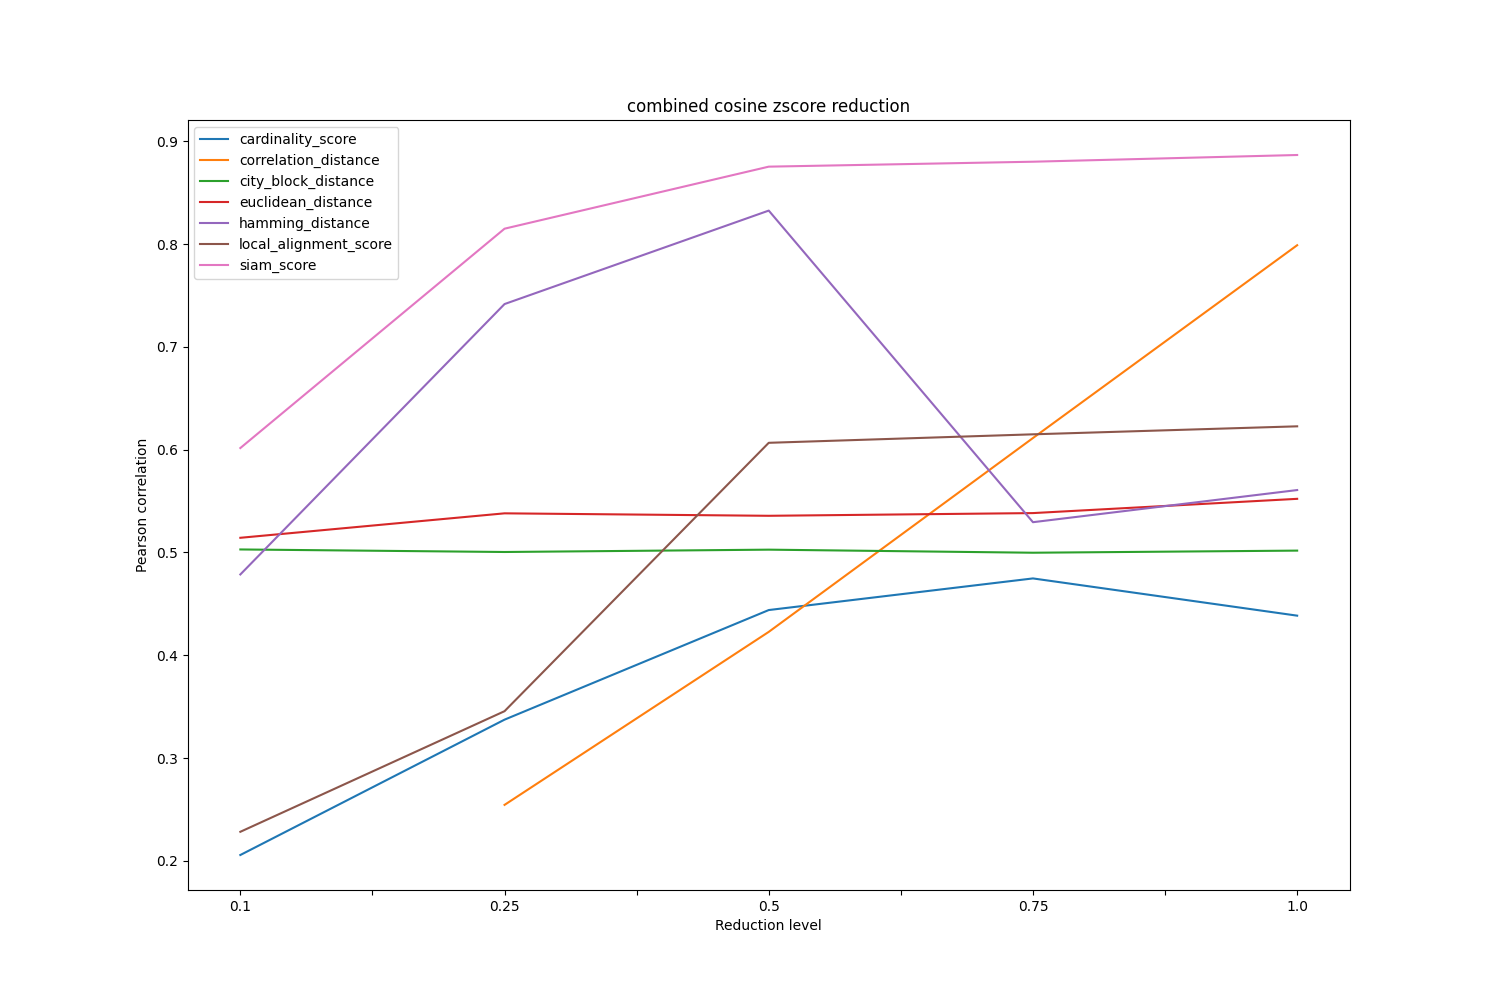 combined cosine zscore reduction
cardinality_score
correlation_distance
city_block_distance
euclidean_distance
hamming_distance
local_alignment_score
siam_score
0.9
0.8
0.7
0.6
0.5
0.4
0.3
0.2
Pearson correlation
0.1 0.25 0.5 0.75 1.0
Reduction level